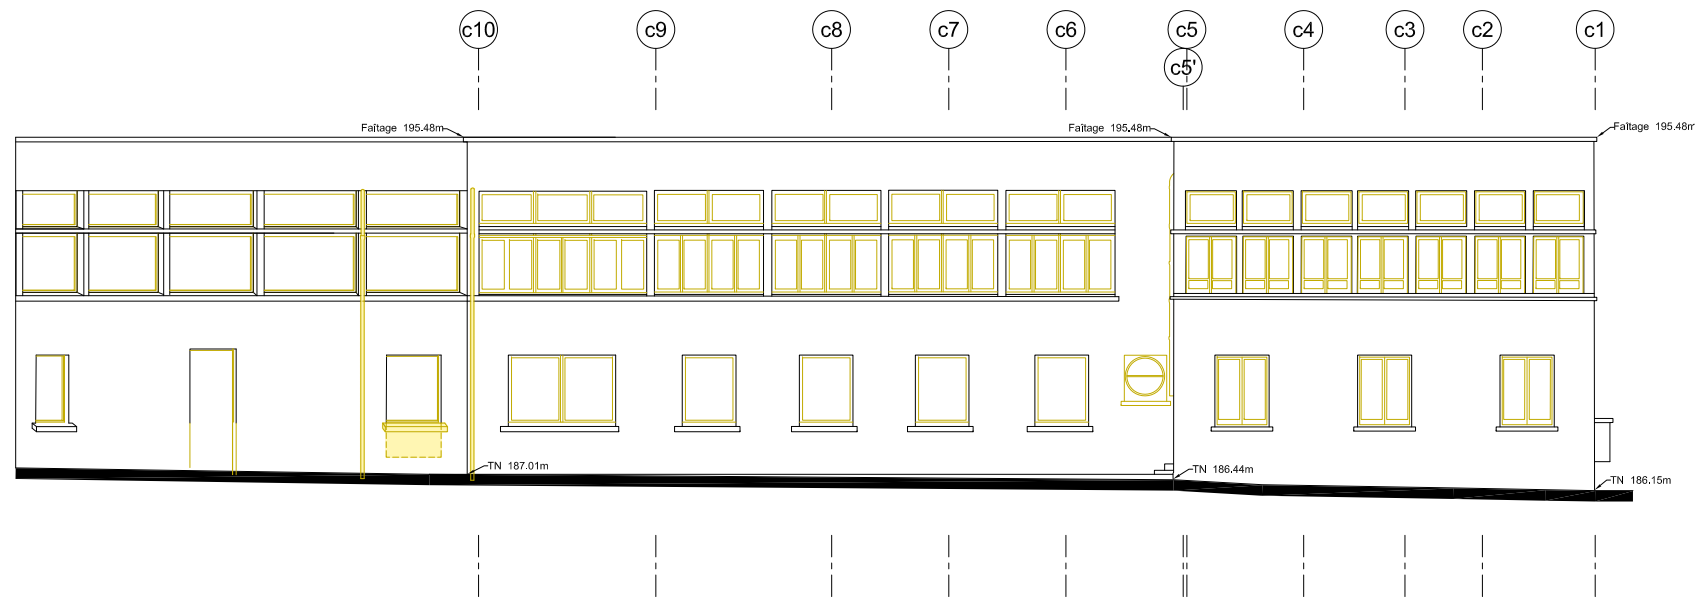 c10
c9
c8
c7
c6
c5
c4
c3
c2
c1
c5'
Faîtage 195.48m
Faîtage 195.48m
Faîtage 195.48m
TN 187.01m
TN 186.44m
TN 186.15m